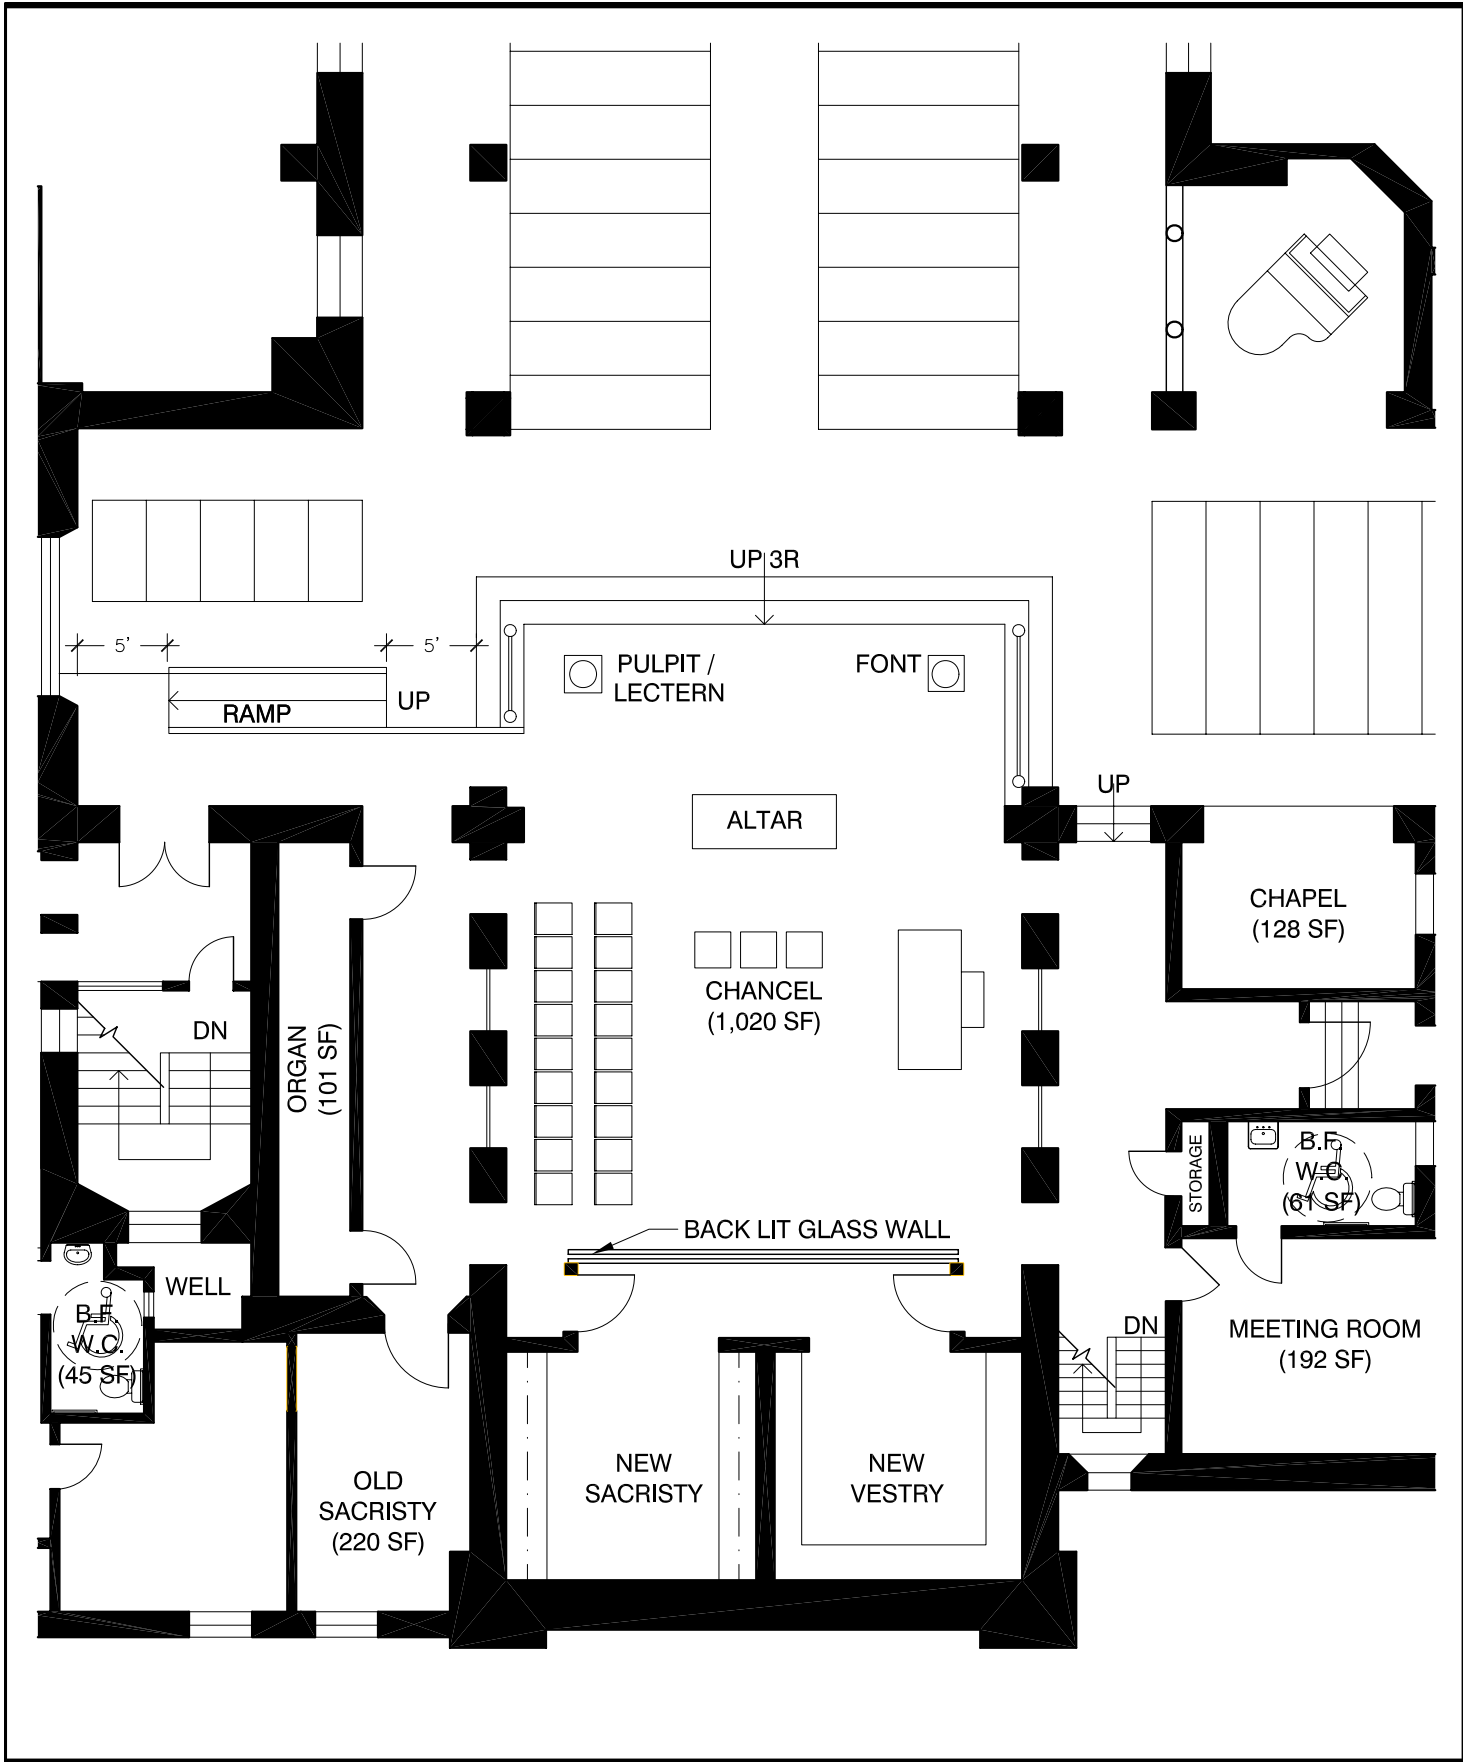 UP 3R
5'
5'
PULPIT /
LECTERN
FONT
UP
RAMP
UP
ALTAR
CHAPEL
(128 SF)
CHANCEL
(1,020 SF)
DN
ORGAN
(101 SF)
STORAGE
B.F.
W.C.
(61 SF)
BACK LIT GLASS WALL
WELL
B.F.
W.C.
(45 SF)
DN
MEETING ROOM
(192 SF)
NEW
SACRISTY
NEW
VESTRY
OLD
SACRISTY
(220 SF)